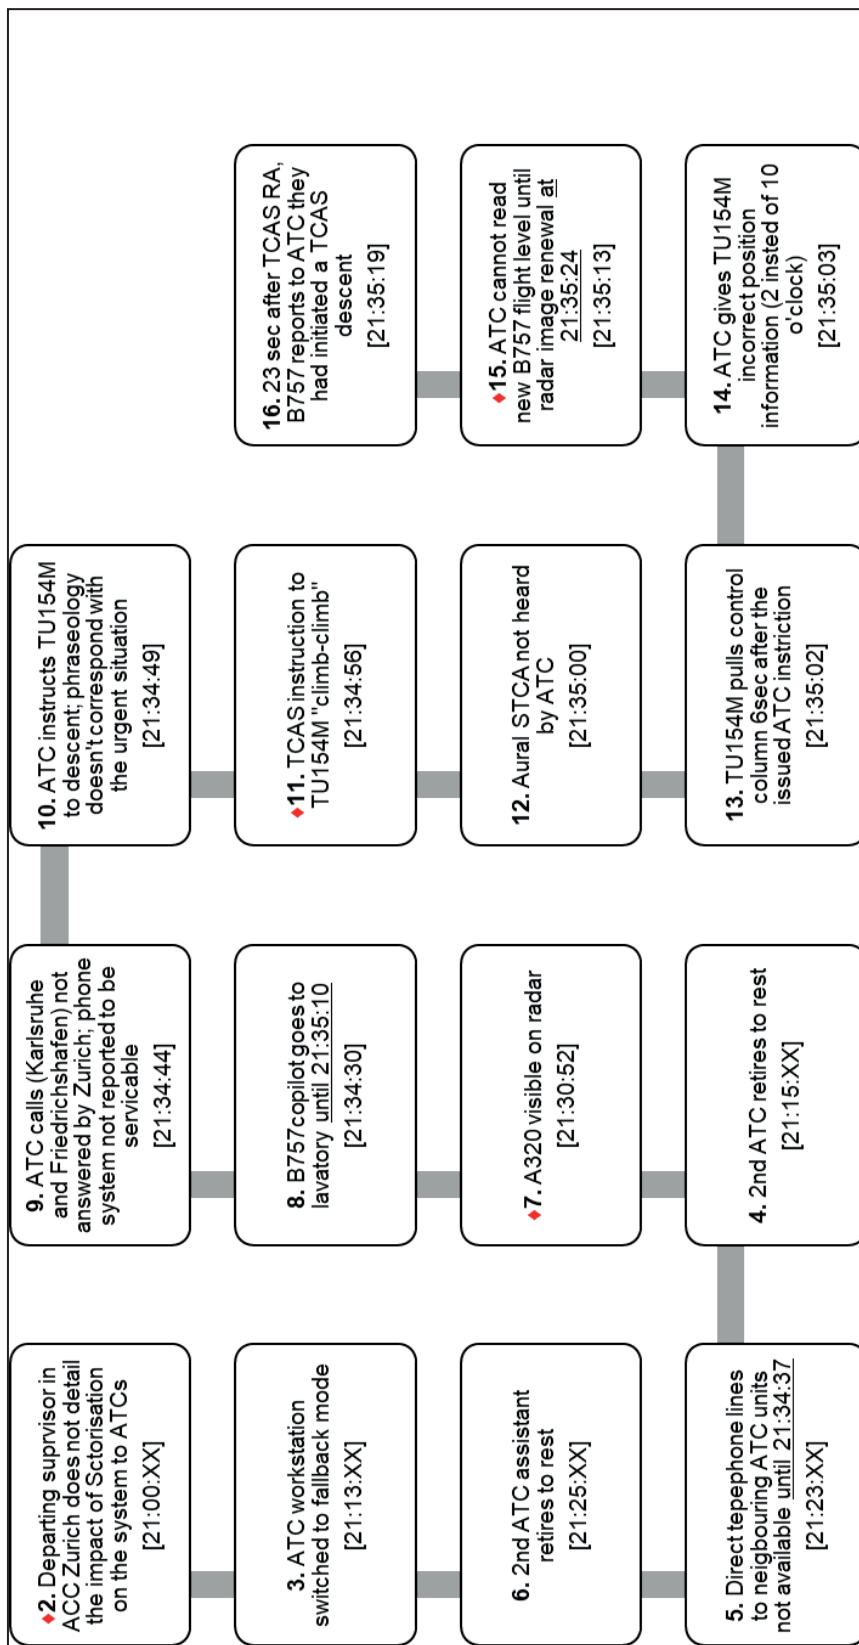 ♦2. Departing suprvisor in
ACC Zurich does not detail
the impact of Sctorisation
on the system to ATCs
[21:00:XX]
3. ATC workstation
switched to fallback mode
[21:13:XX]
6. 2nd ATC assistant
retires to rest
[21:25:XX]
5. Direct tepephone lines
to neigbouring ATC units
not available until 21:34:37
[21:23:XX]
4. 2nd ATC retires to rest
[21:15:XX]
♦7. A320 visible on radar
[21:30:52]
8. B757 copilot goes to
lavatory until 21:35:10
[21:34:30]
9. ATC calls (Karlsruhe
and Friedrichshafen) not
answered by Zurich; phone
system not reported to be
servicable
[21:34:44]
10. ATC instructs TU154M
to descent; phraseology
doesn't correspond with
the urgent situation
[21:34:49]
♦11. TCAS instruction to
TU154M "climb-climb"
[21:34:56]
12. Aural STCA not heard
by ATC
[21:35:00]
13. TU154M pulls control
column 6sec after the
issued ATC instriction
[21:35:02]
14. ATC gives TU154M
incorrect position
information (2 insted of 10
o'clock)
[21:35:03]
♦15. ATC cannot read
new B757 flight level until
radar image renewal at
21:35:24
[21:35:13]
16. 23 sec after TCAS RA,
B757 reports to ATC they
had initiated a TCAS
descent
[21:35:19]